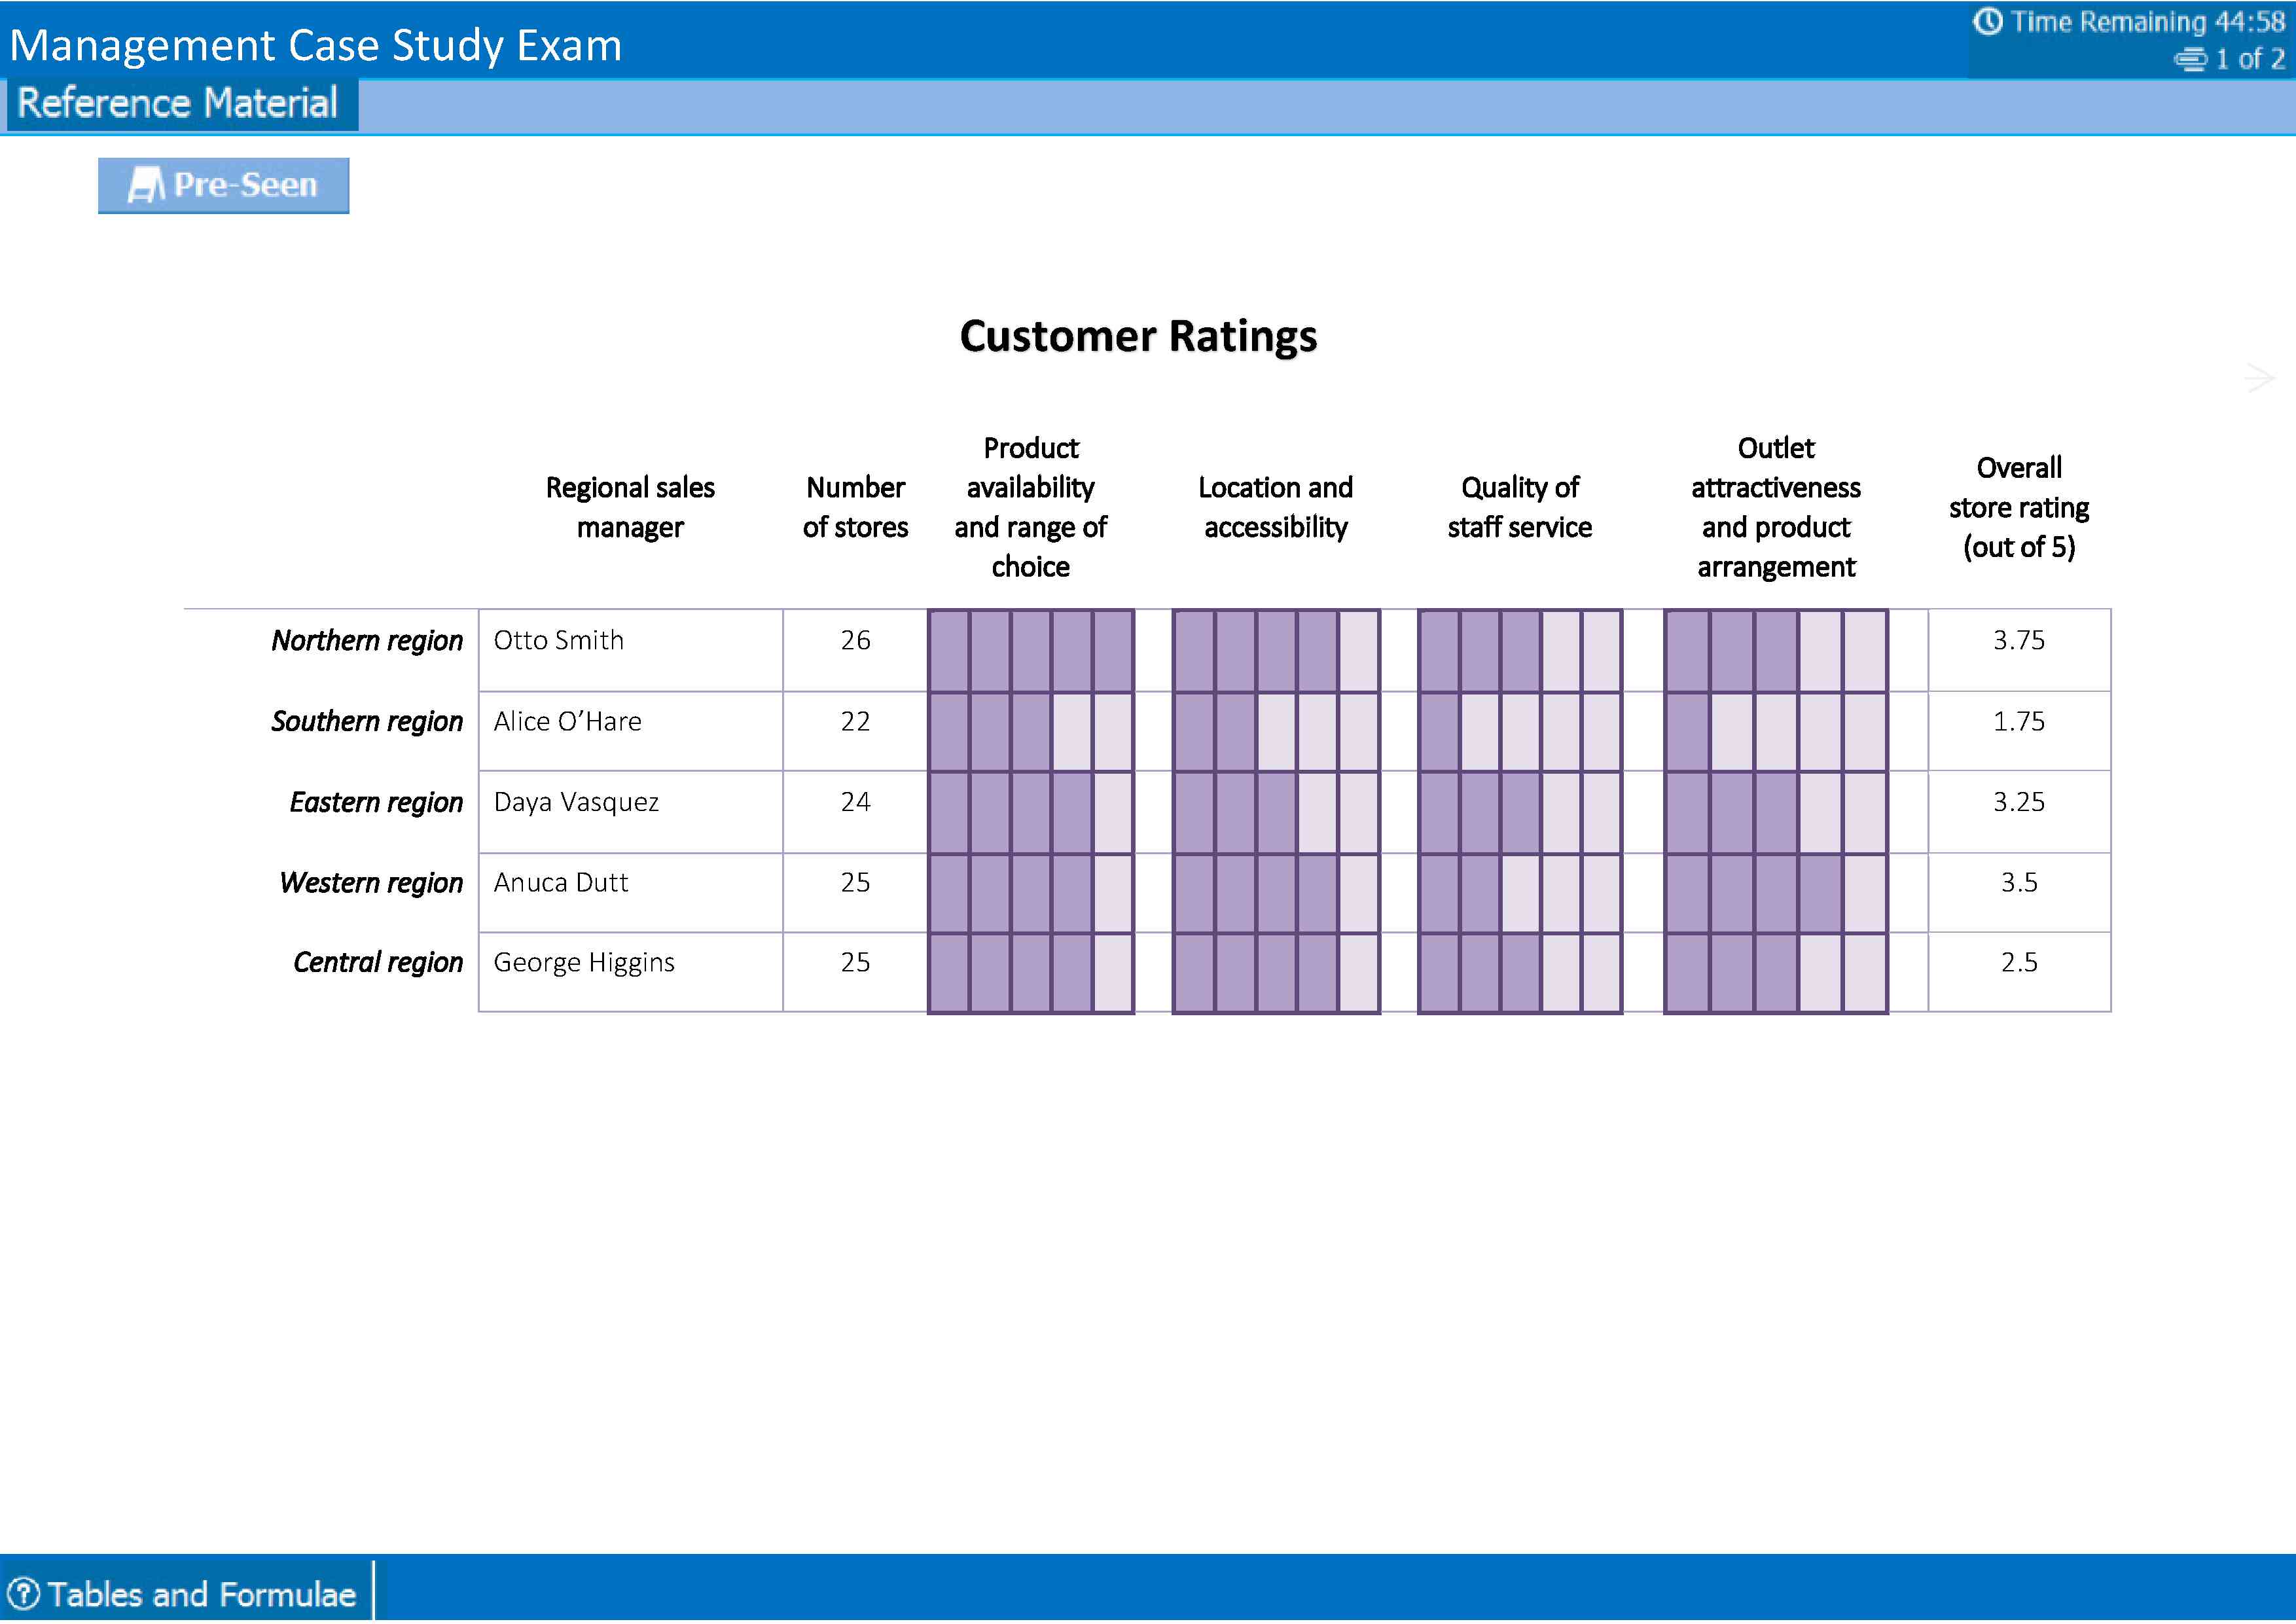 Management Case Study Exam
Time Remaining 44:58
1 of 2
Reference Material
Pre-Seen
Customer Ratings
Regional sales
manager
Number
of stores
Product
availability
and range of
choice
Location and
accessibility
Quality of
staff service
Outlet
attractiveness
and product
arrangement
Overall
store rating
(out of 5)
Northern region Otto Smith 26 3.75
Southern region Alice O’Hare 22 1.75
Eastern region Daya Vasquez 24 3.25
Western region Anuca Dutt 25 3.5
Central region George Higgins 25 2.5
Tables and Formulae